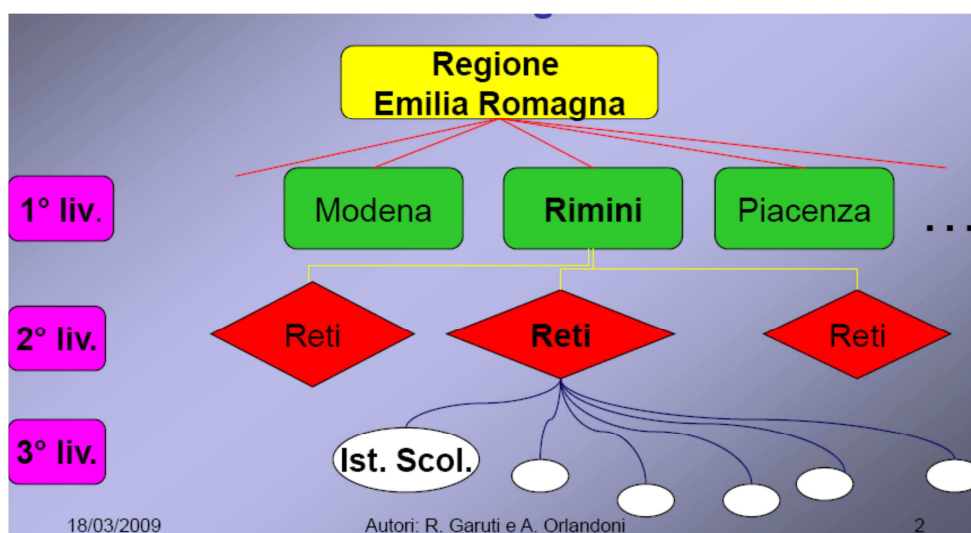 Regione
Emilia Romagna
1° liv.
Modena
Rimini
Piacenza
...
2° liv.
Reti
Reti
Reti
3° liv.
Ist. Scol.
18/03/2009
Autori: R. Garuti e A. Orlandoni
2